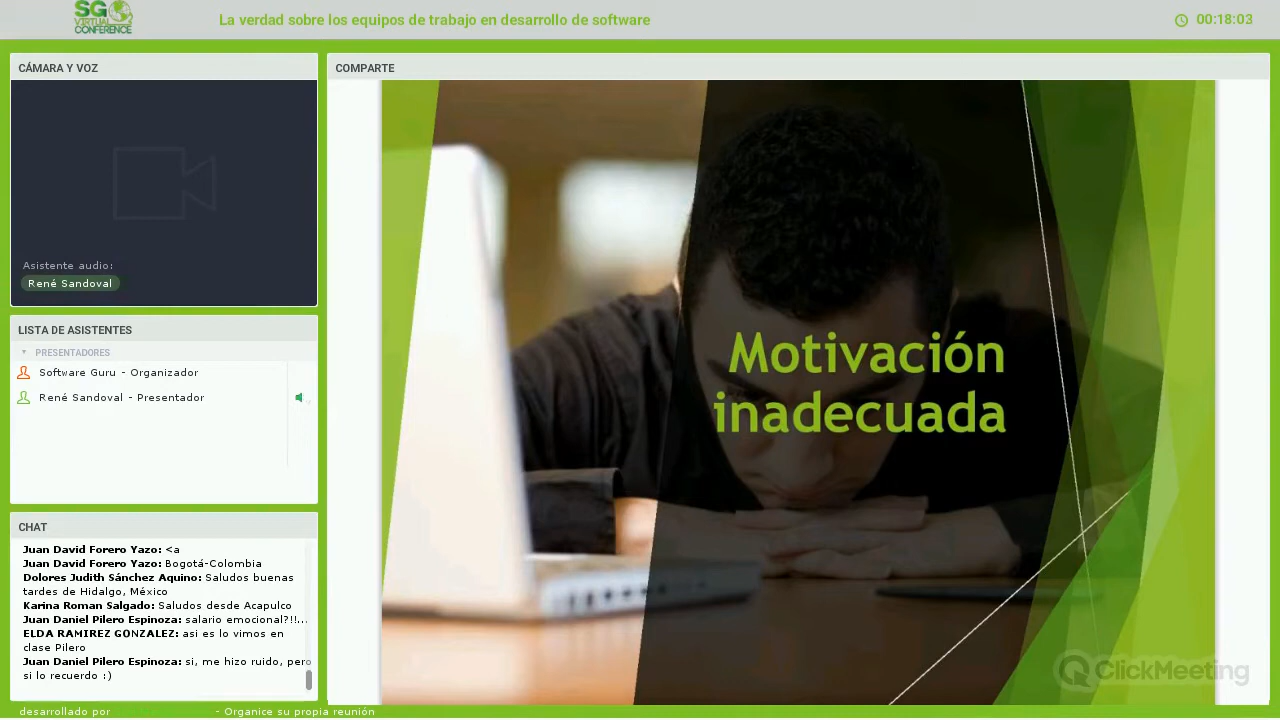 SG
VIRTUAL
CONFERENCE
La verdad sobre los equipos de trabajo en desarrollo de software
00:18:03
CÁMARA Y VOZ
Asistente audio:
René Sandoval
LISTA DE ASISTENTES
PRESENTADORES
Software Guru - Organizador
René Sandoval - Presentador
CHAT
Juan David Forero Yazo: <a
Juan David Forero Yazo: Bogotá-Colombia
Dolores Judith Sánchez Aquino: Saludos buenas
tardes de Hidalgo, México
Karina Roman Salgado: Saludos desde Acapulco
Juan Daniel Pilero Espinoza: salario emocional?!!...
ELDA RAMIREZ GONZALEZ: asi es lo vimos en
clase Pilero
Juan Daniel Pilero Espinoza: si, me hizo ruido, pero
si lo recuerdo :)
desarrollado por - Organice su propia reunión
COMPARTE
Motivación
inadecuada
ClickMeeting